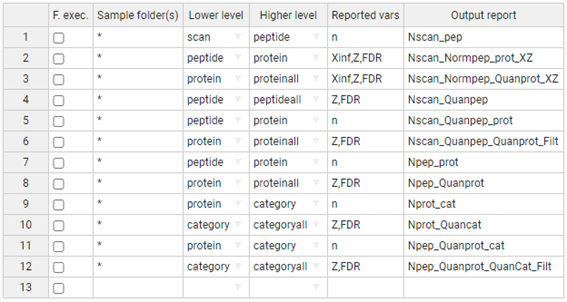 F. exec. Sample folder(s) Lower level Higher level Reported vars Output report
1 * scan peptide n Nscan_pep
2 * peptide protein Xinf,Z,FDR Nscan_Normpep_prot_XZ
3 * protein proteinall Xinf,Z,FDR Nscan_Normpep_Quanprot_XZ
4 * peptide peptideall Z,FDR Nscan_Quanpep
5 * peptide protein n Nscan_Quanpep_prot
6 * protein proteinall Z,FDR Nscan_Quanpep_Quanprot_Filt
7 * peptide protein n Npep_prot
8 * protein proteinall Z,FDR Npep_Quanprot
9 * protein category n Nprot_cat
10 * category categoryall Z,FDR Nprot_Quancat
11 * protein category n Npep_Quanprot_cat
12 * category categoryall Z,FDR Npep_Quanprot_QuanCat_Filt
13